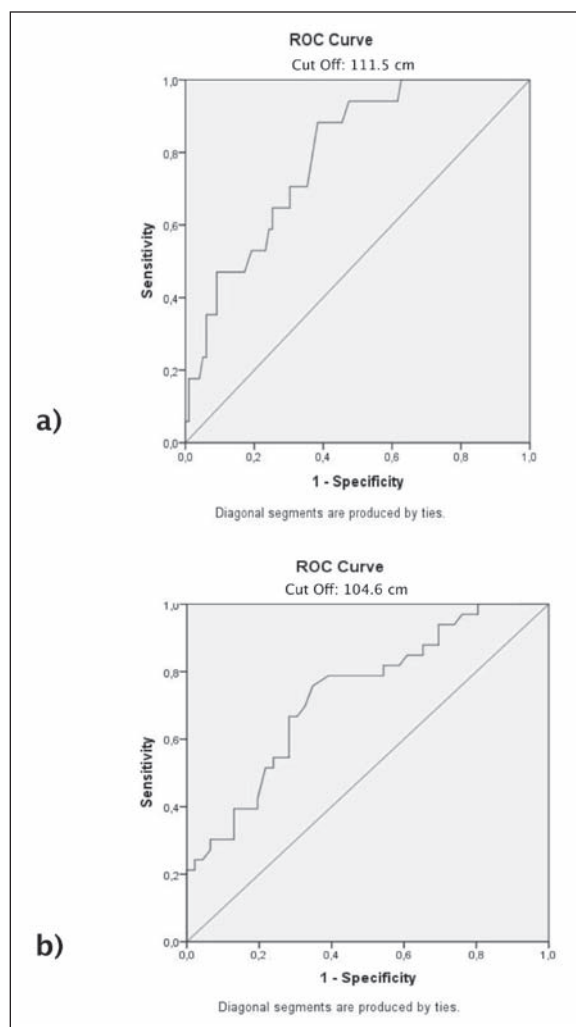 ROC Curve
Cut Off: 111.5 cm
1,0
0,8
0,6
0,4
0,2
0,0
Sensitivity
0,0 0,2 0,4 0,6 0,8 1,0
1 - Specificity
Diagonal segments are produced by ties.
a)
ROC Curve
Cut Off: 104.6 cm
1,0
0,8
0,6
0,4
0,2
0,0
Sensitivity
0,0 0,2 0,4 0,6 0,8 1,0
1 - Specificity
Diagonal segments are produced by ties.
b)